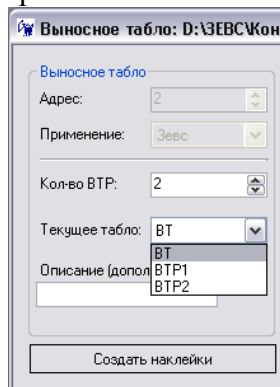 Выносное табло: D:\ЗЕВС\Кон
Выносное табло
Адрес: 2
Применение: Зевс
Кол-во ВТР: 2
Текущее табло: ВТ
ВТ
ВТР1
ВТР2
Описание (допол
Создать наклейки